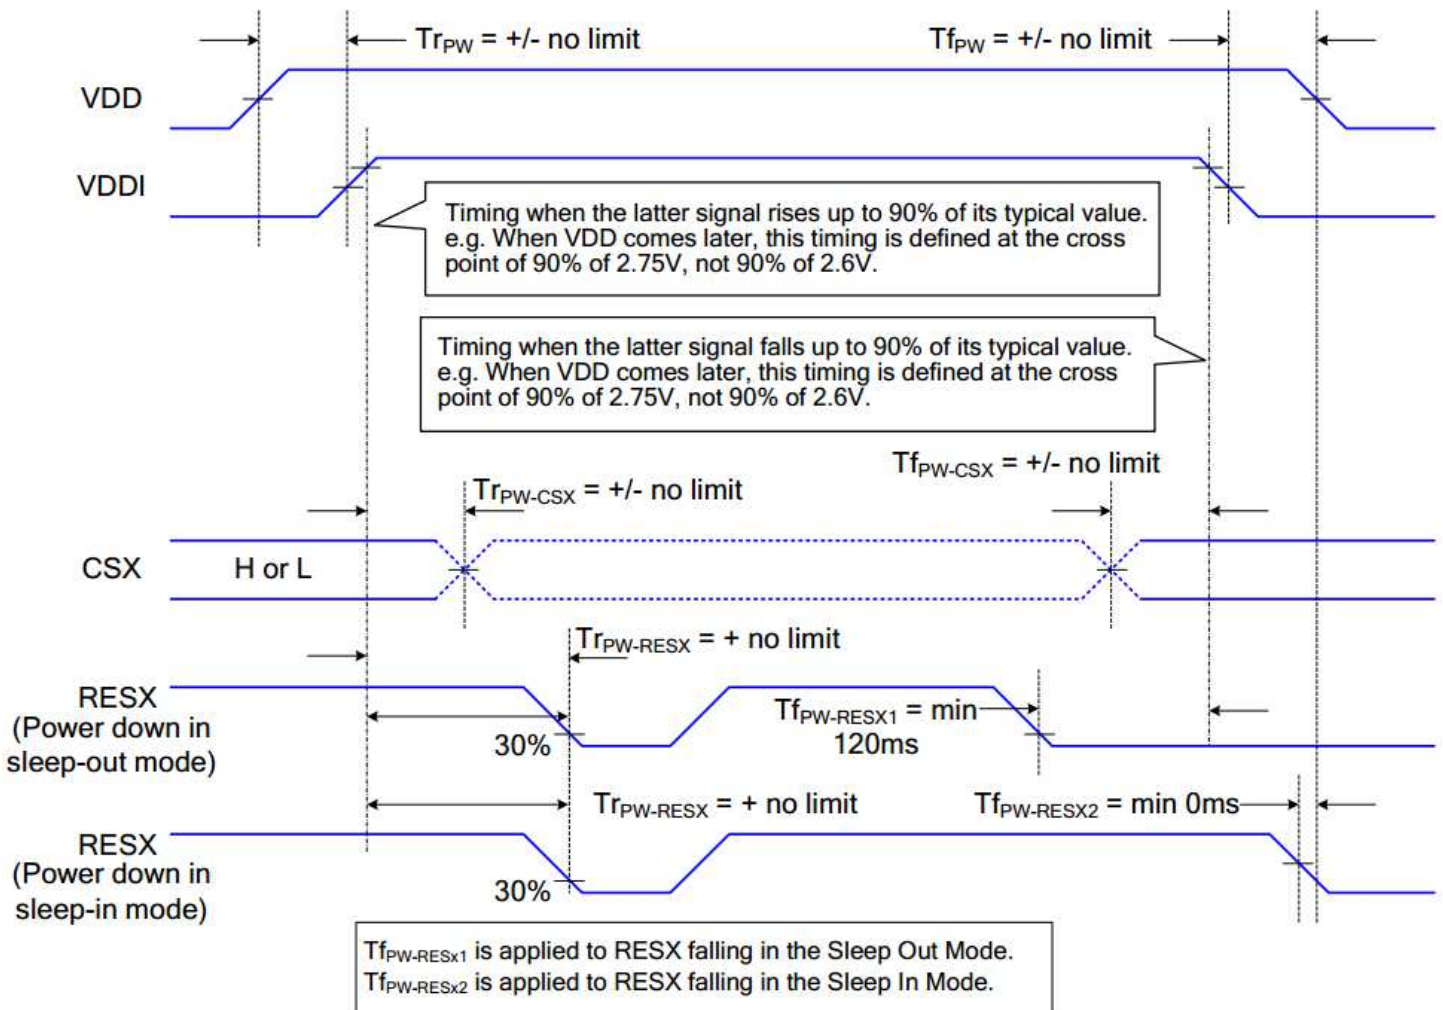 TrPW = +/- no limit
TfPW = +/- no limit
VDD
VDDI
Timing when the latter signal rises up to 90% of its typical value.
e.g. When VDD comes later, this timing is defined at the cross
point of 90% of 2.75V, not 90% of 2.6V.
Timing when the latter signal falls up to 90% of its typical value.
e.g. When VDD comes later, this timing is defined at the cross
point of 90% of 2.75V, not 90% of 2.6V.
TfPW-CSX = +/- no limit
TrPW-CSX = +/- no limit
CSX
H or L
TrPW-RESX = + no limit
RESX
(Power down in
sleep-out mode)
30%
TfPW-RESX1 = min
120ms
TrPW-RESX = + no limit
TfPW-RESX2 = min 0ms
RESX
(Power down in
sleep-in mode)
30%
TfPW-RESx1 is applied to RESX falling in the Sleep Out Mode.
TfPW-RESx2 is applied to RESX falling in the Sleep In Mode.